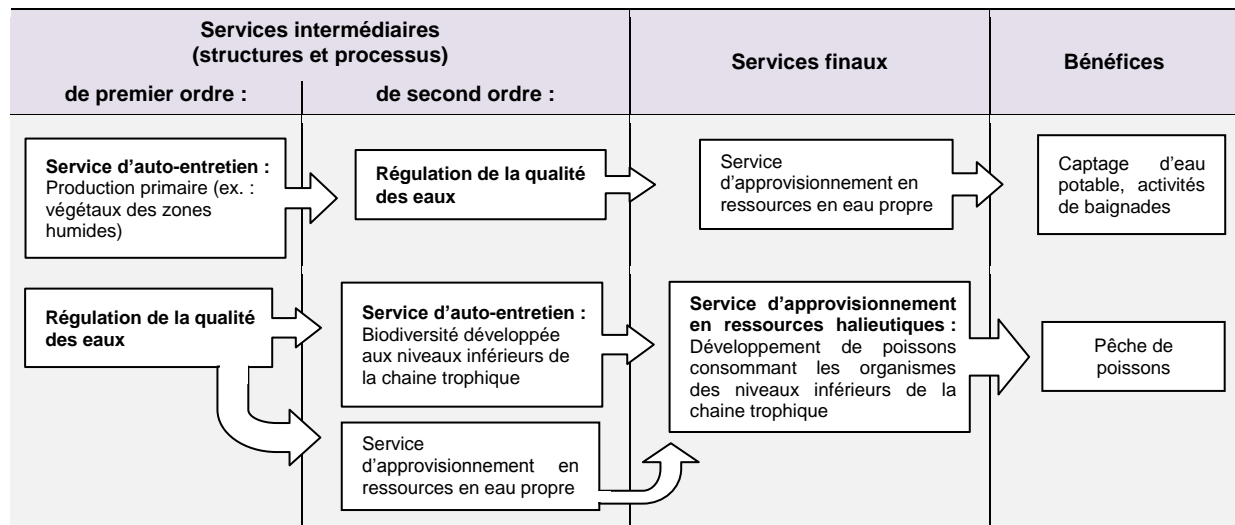 Services intermédiaires
(structures et processus)
Services finaux
Bénéfices
de premier ordre :
de second ordre :
Service d'auto-entretien :
Production primaire (ex. :
végétaux des zones
humides)
Régulation de la qualité
des eaux
Service
d'approvisionnement en
ressources en eau propre
Captage d'eau
potable, activités
de baignades
Régulation de la qualité
des eaux
Service d'auto-entretien :
Biodiversité développée
aux niveaux inférieurs de
la chaine trophique
Service d'approvisionnement
en ressources halieutiques :
Développement de poissons
consommant les organismes
des niveaux inférieurs de la
chaine trophique
Pêche de
poissons
Service
d'approvisionnement en
ressources en eau propre